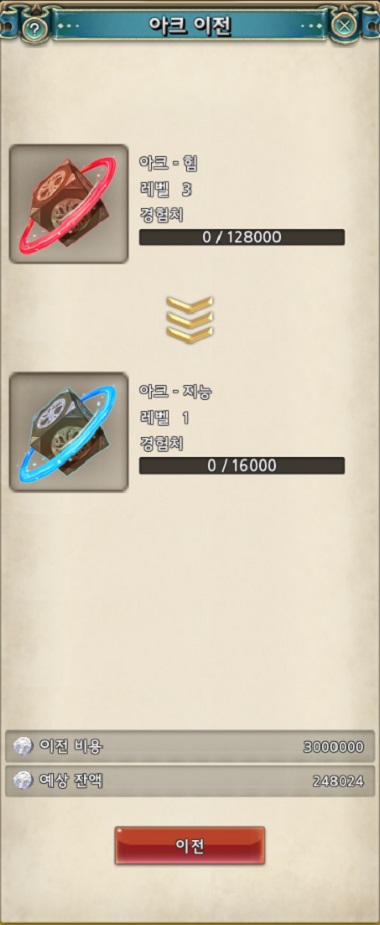 ?
아크 이전
아크 - 힘
레벨 3
경험치
0 / 128000
아크 - 지능
레벨 1
경험치
0 / 16000
이전 비용 3000000
예상 잔액 248024
이전